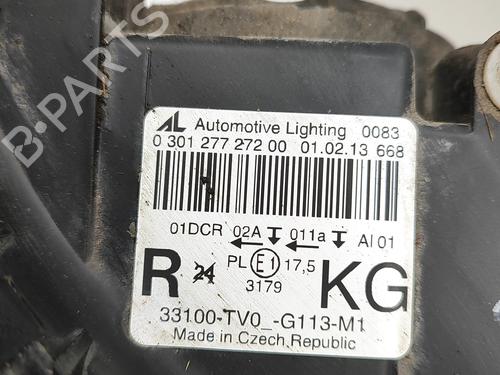 B-PARTS
AL Automotive Lighting 0083
0 301 277 272 00 01.02.13 668
01DCR 02A 011a AI 01
R 24 PL E1 17,5 KG
3179
33100-TV0_-G113-M1
Made in Czech Republic